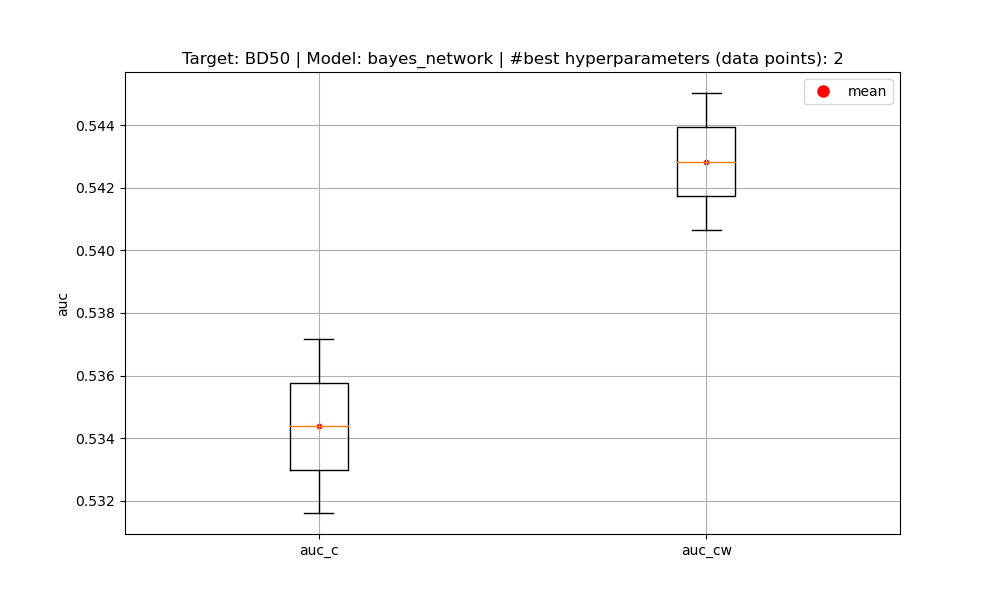 Target: BD50 | Model: bayes_network | #best hyperparameters (data points): 2
mean
0.544
0.542
0.540
0.538
0.536
0.534
0.532
auc
auc_c
auc_cw